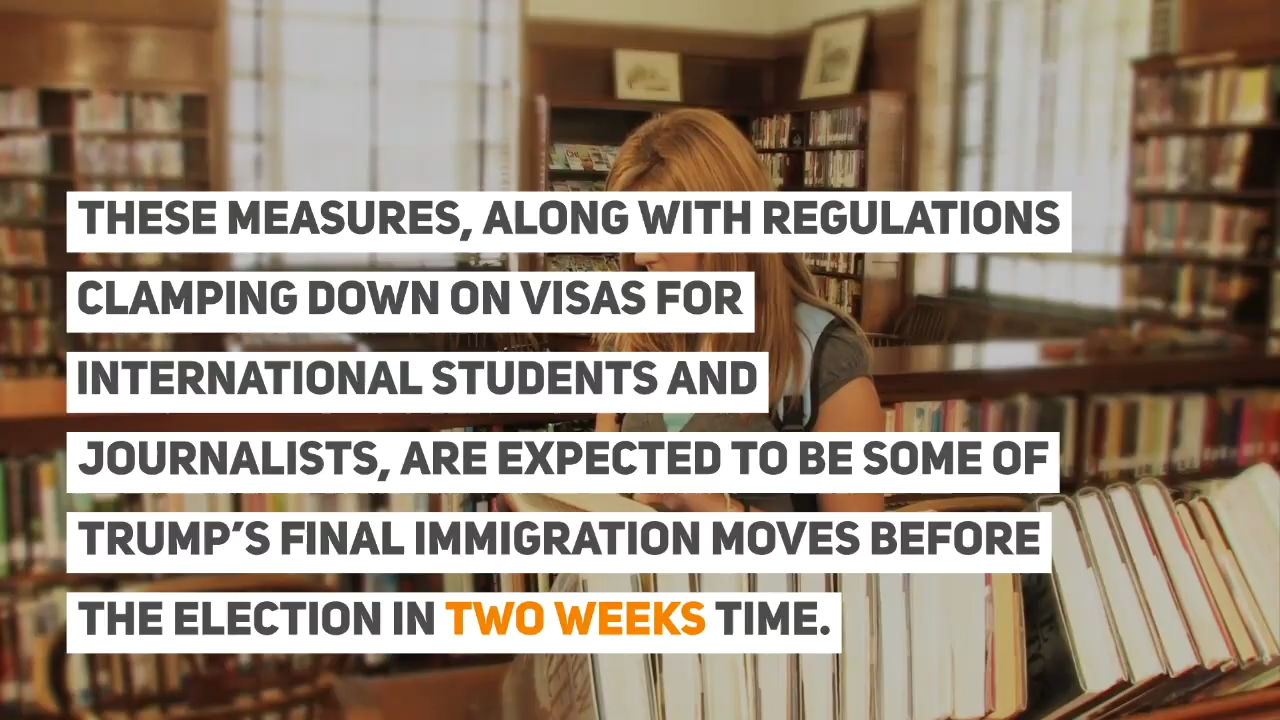 THESE MEASURES, ALONG WITH REGULATIONS
CLAMPING DOWN ON VISAS FOR
INTERNATIONAL STUDENTS AND
JOURNALISTS, ARE EXPECTED TO BE SOME OF
TRUMP’S FINAL IMMIGRATION MOVES BEFORE
THE ELECTION IN TWO WEEKS TIME.